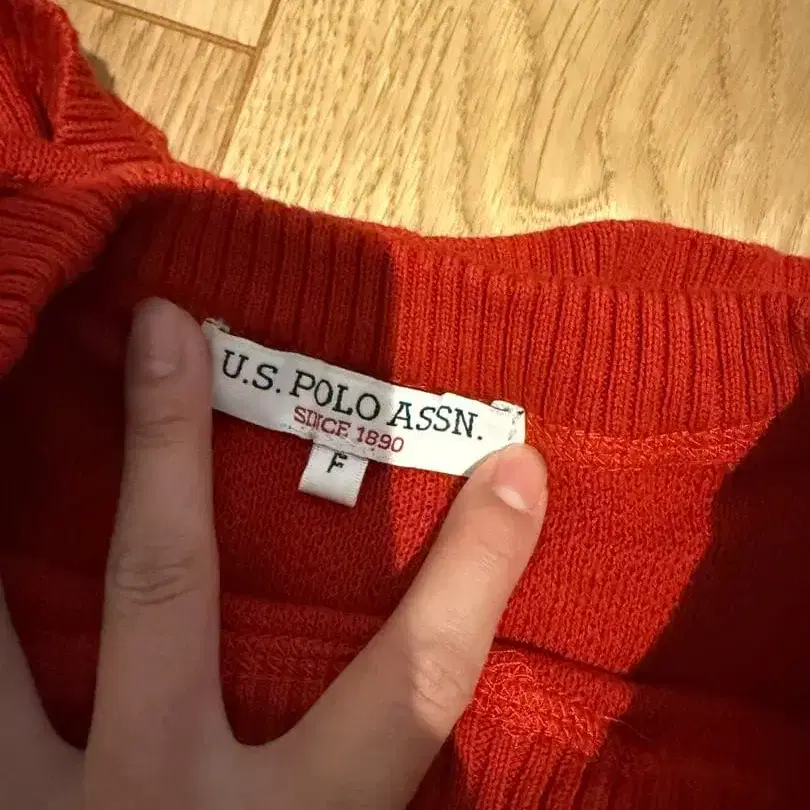 U.S. POLO ASSN.
SINCE 1890
F